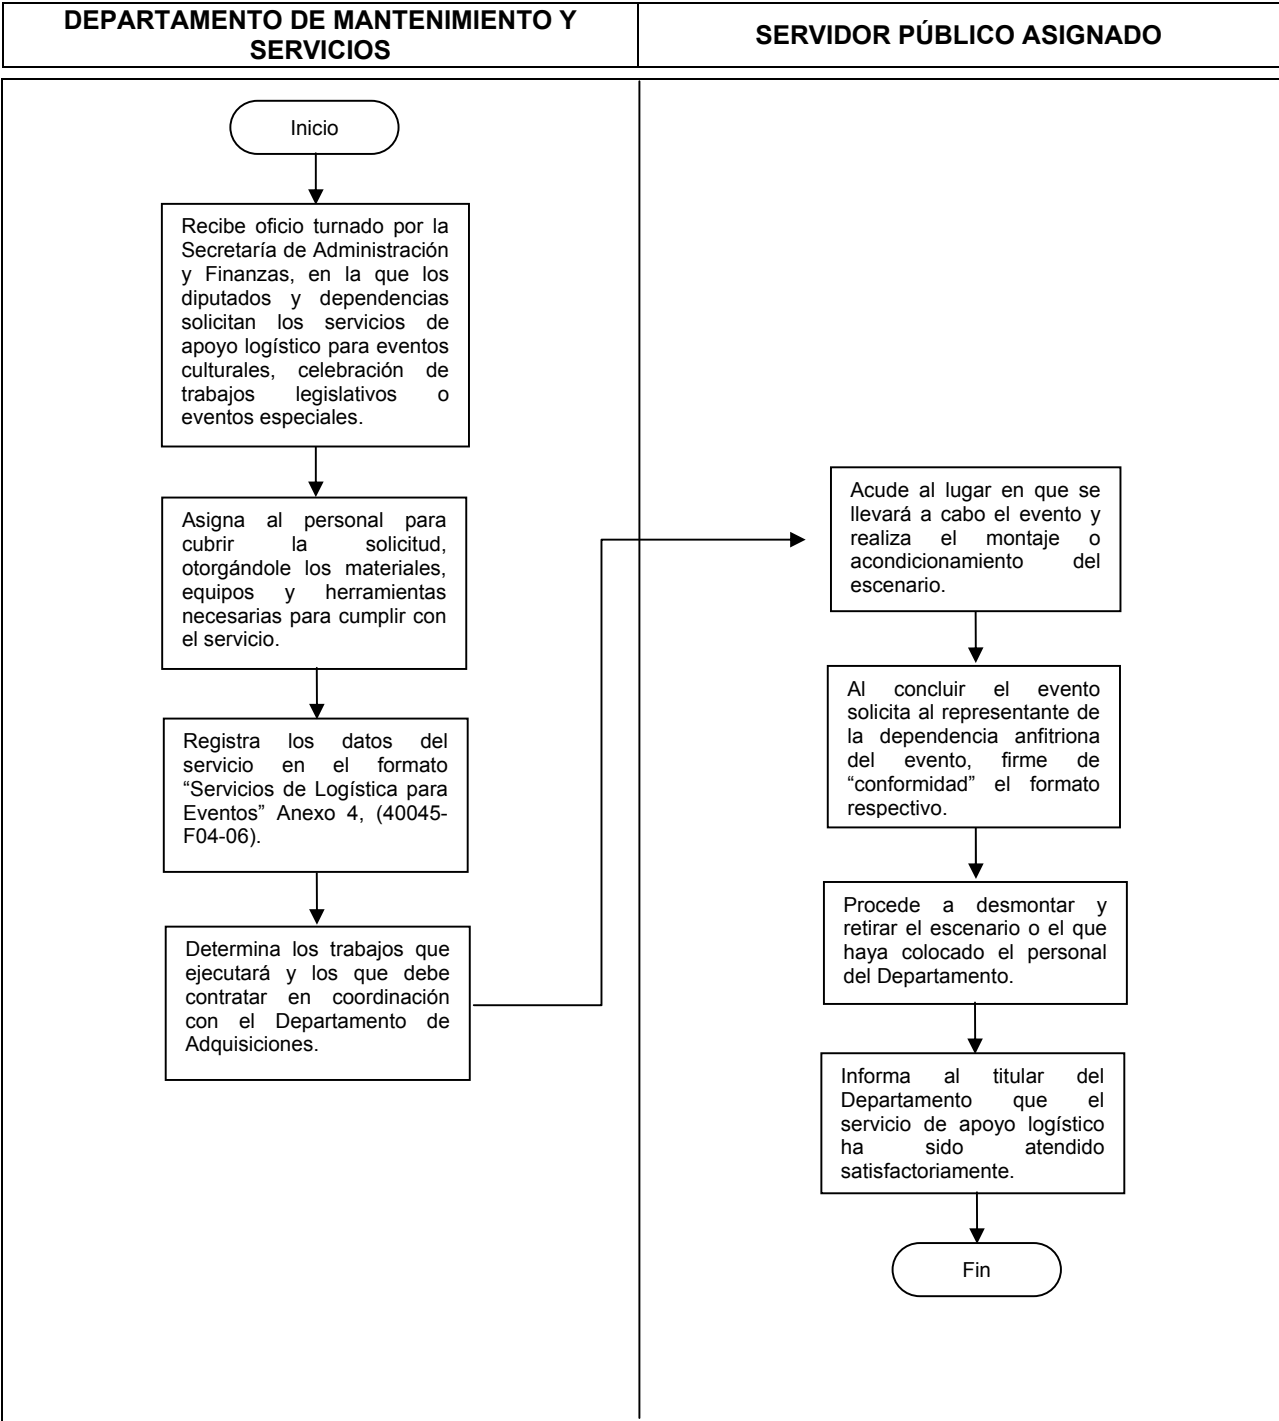 DEPARTAMENTO DE MANTENIMIENTO Y
SERVICIOS
SERVIDOR PÚBLICO ASIGNADO
Inicio
Recibe oficio turnado por la
Secretaría de Administración
y Finanzas, en la que los
diputados y dependencias
solicitan los servicios de
apoyo logístico para eventos
culturales, celebración de
trabajos legislativos o
eventos especiales.
Asigna al personal para
cubrir la solicitud,
otorgándole los materiales,
equipos y herramientas
necesarias para cumplir con
el servicio.
Registra los datos del
servicio en el formato
“Servicios de Logística para
Eventos” Anexo 4, (40045-
F04-06).
Determina los trabajos que
ejecutará y los que debe
contratar en coordinación
con el Departamento de
Adquisiciones.
Acude al lugar en que se
llevará a cabo el evento y
realiza el montaje o
acondicionamiento del
escenario.
Al concluir el evento
solicita al representante de
la dependencia anfitriona
del evento, firme de
“conformidad” el formato
respectivo.
Procede a desmontar y
retirar el escenario o el que
haya colocado el personal
del Departamento.
Informa al titular del
Departamento que el
servicio de apoyo logístico
ha sido atendido
satisfactoriamente.
Fin